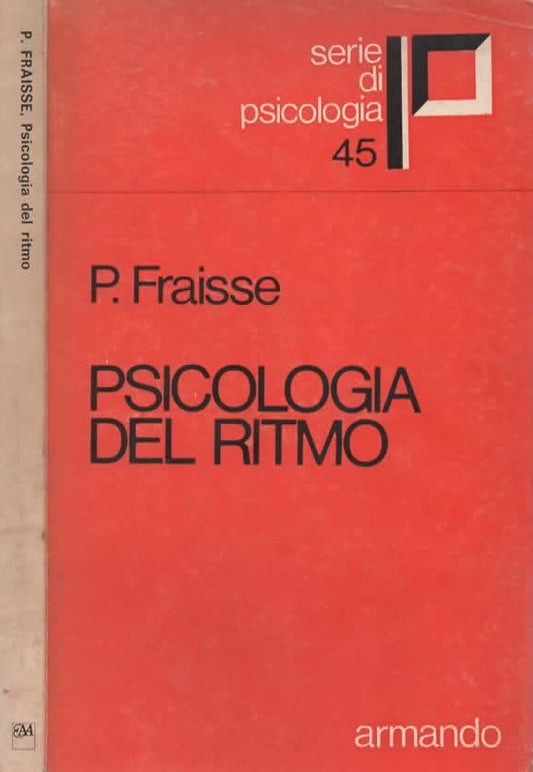 P. FRAISSE, Psicologia del ritmo
serie
di
psicologia
45
P. Fraisse
PSICOLOGIA
DEL RITMO
armando